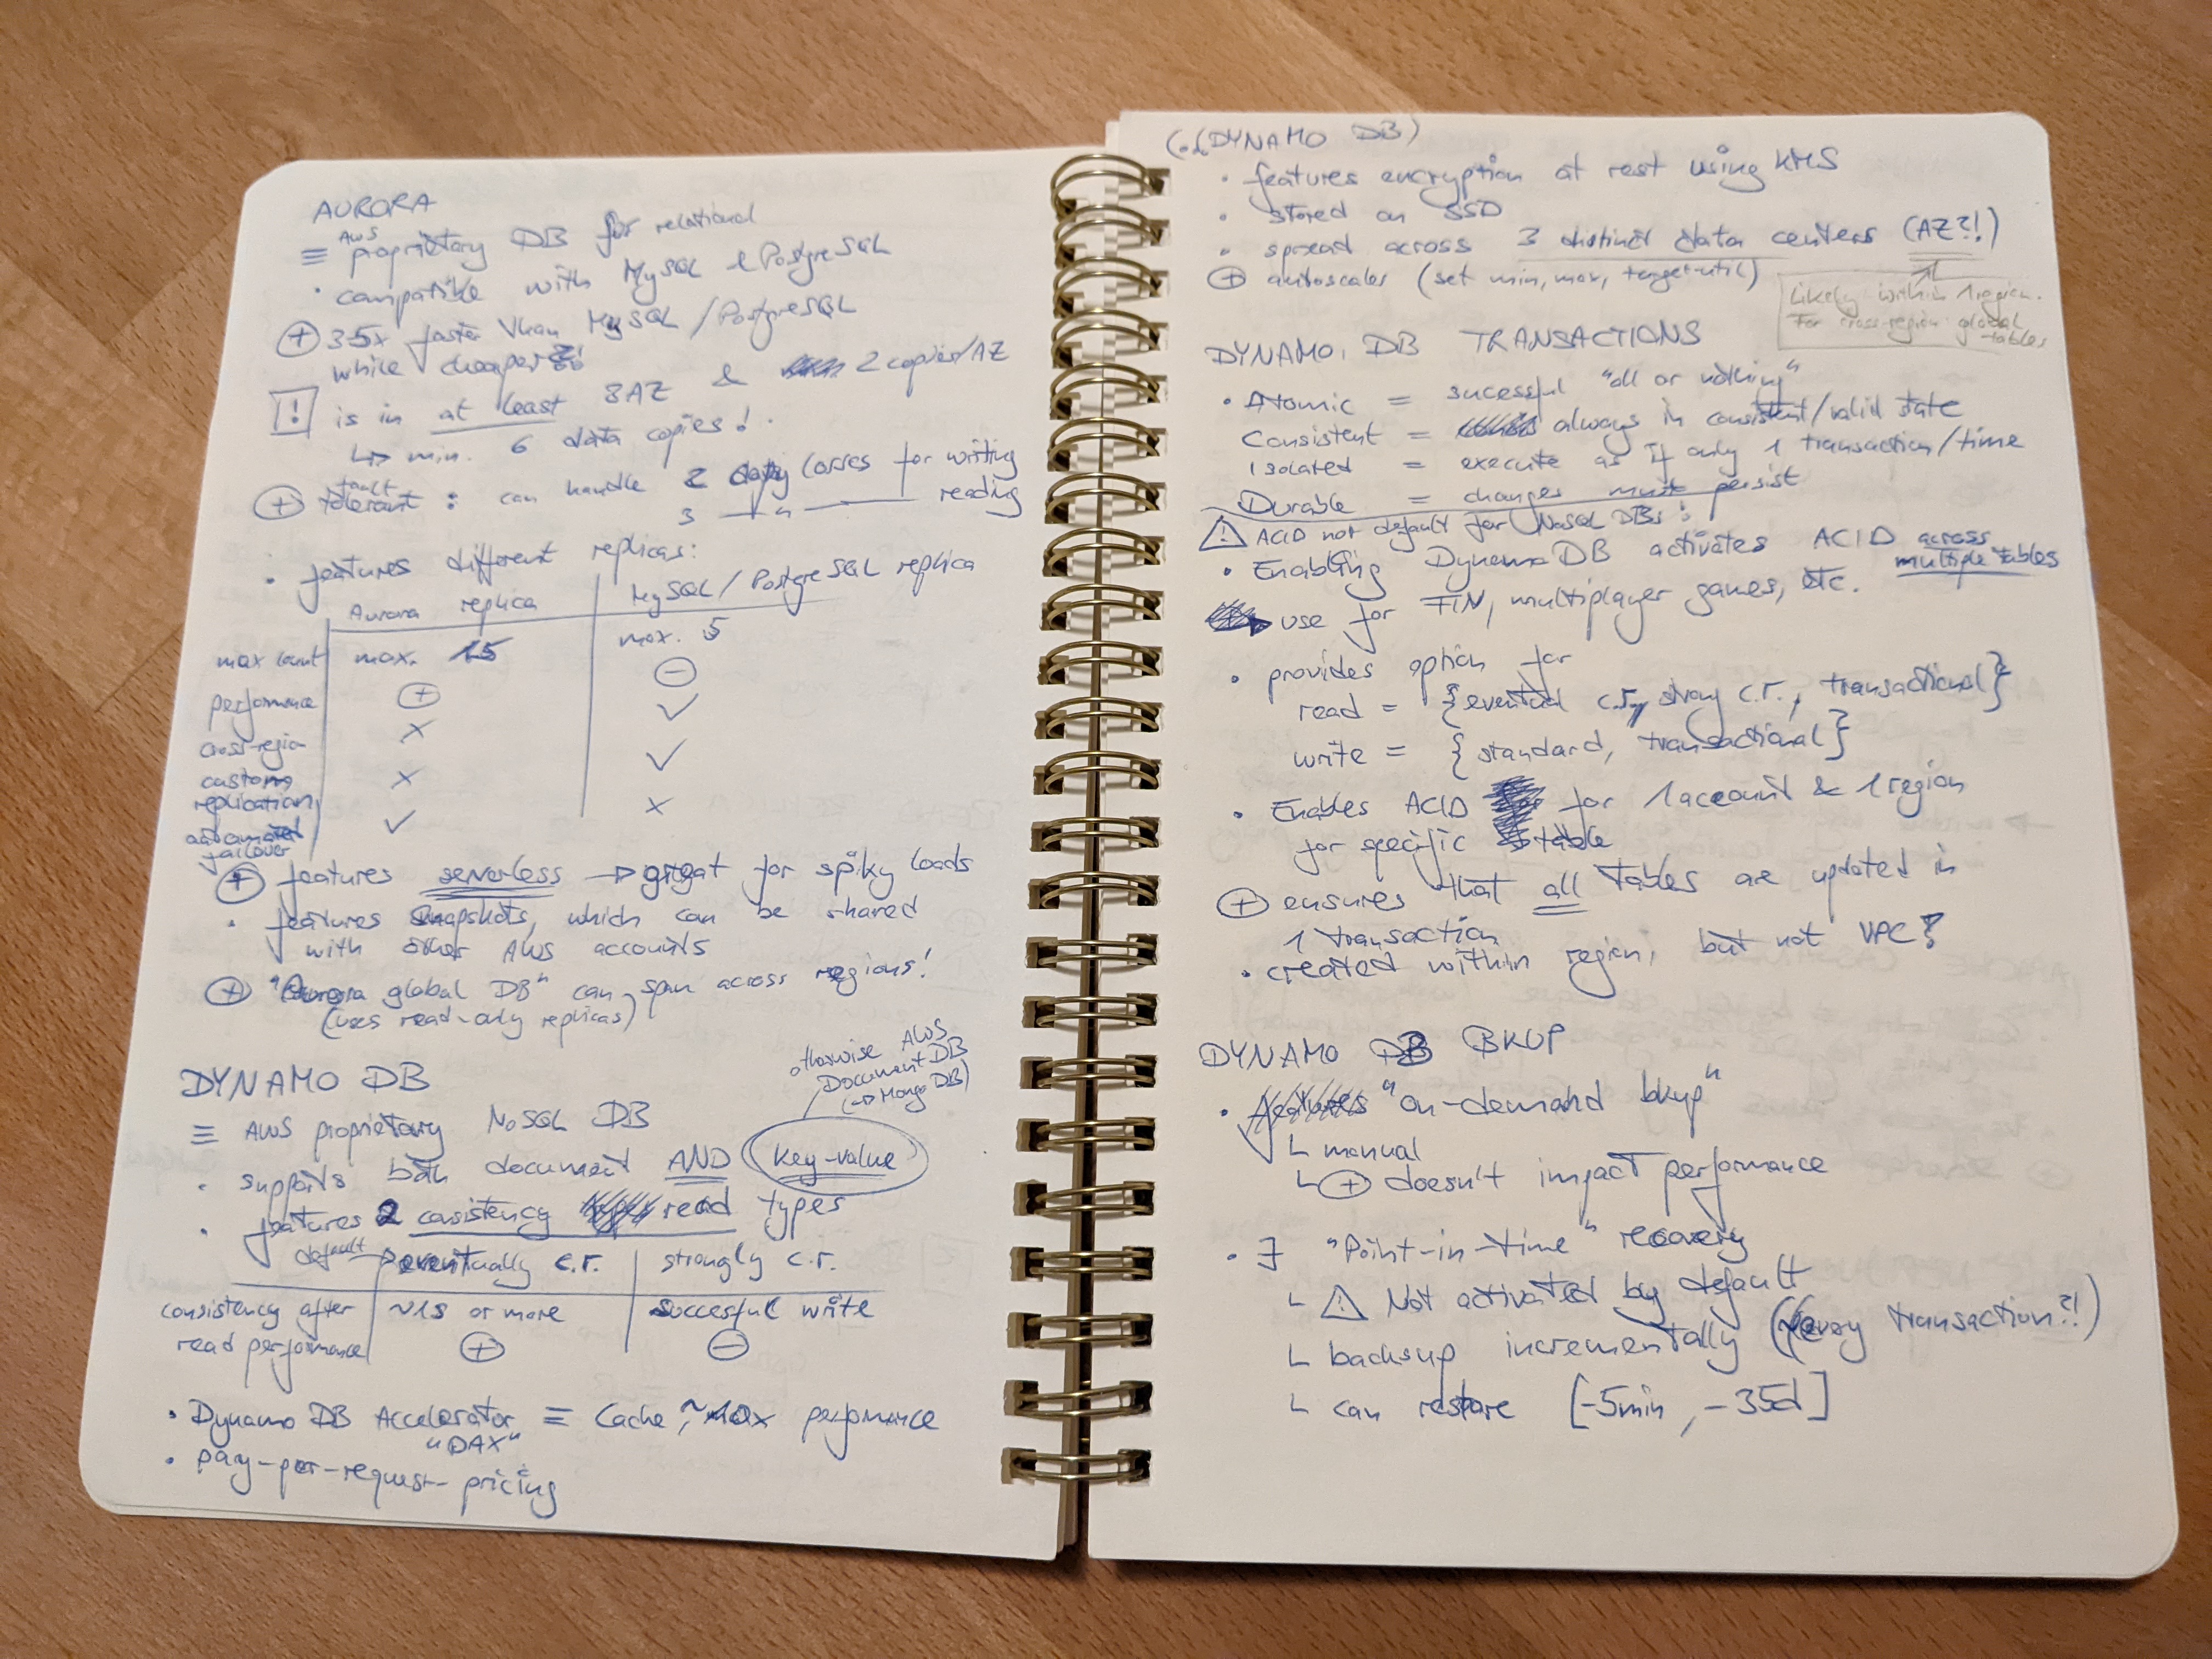 AURORA
≡ AWS proprietary DB for relational
· compatible with MySQL & PostgreSQL
⊕ 3-5x faster than MySQL / PostgreSQL
while cheaper !
! is in at least 3AZ & 2 copies/AZ
↳ min. 6 data copies!
⊕ fault tolerant : can handle 2 losses for writing
3 —"— reading
· features different replicas:
Aurora replica | MySQL / PostgreSQL replica
max count | max. 15 | max. 5
performance | ⊕ | ⊖
cross-region | × | ✓
custom replication | × | ✓
automated failover | ✓ | ×
⊕ features serverless → great for spiky loads
· features snapshots, which can be shared
with other AWS accounts
⊕ "Aurora global DB" can span across regions!
(uses read-only replicas)
DYNAMO DB
≡ AWS proprietary NoSQL DB
· supports both document AND key-value
otherwise AWS
Document DB
(→ Mongo DB)
· features 2 consistency read types
default → eventually c.r. | strongly c.r.
consistency after | ~1s or more | succesful write
read performance | ⊕ | ⊖
· Dynamo DB Accelerator ≡ Cache, ~10x performance
"DAX"
· pay-per-request-pricing
(DYNAMO DB)
· features encryption at rest using KMS
· stored on SSD
· spread across 3 distinct data centers (AZ?!)
⊕ autoscales (set min, max, target-util)
Likely within 1 region.
For cross-region: global
tables
DYNAMO DB TRANSACTIONS
· Atomic = sucessful "all or nothing"
Consistent = always in consistent/valid state
Isolated = execute as if only 1 transaction/time
Durable = changes must persist
⚠ ACID not default for NoSQL DBs!
· Enabling DynamoDB activates ACID across
multiple tables
→ use for FIN, multiplayer games, etc.
· provides option for
read = {eventual c.r., strong c.r., transactional}
write = {standard, transactional}
· Enables ACID for 1 account & 1 region
for specific table
⊕ ensures that all tables are updated in
1 transaction
· created within region, but not VPC?
DYNAMO DB BKUP
· "on-demand bkup"
└ manual
└ ⊕ doesn't impact performance
· ∃ "Point-in-time" recovery
└ ⚠ Not activated by default
└ backup incrementally (every transaction?!)
└ can restore [-5min, -35d]